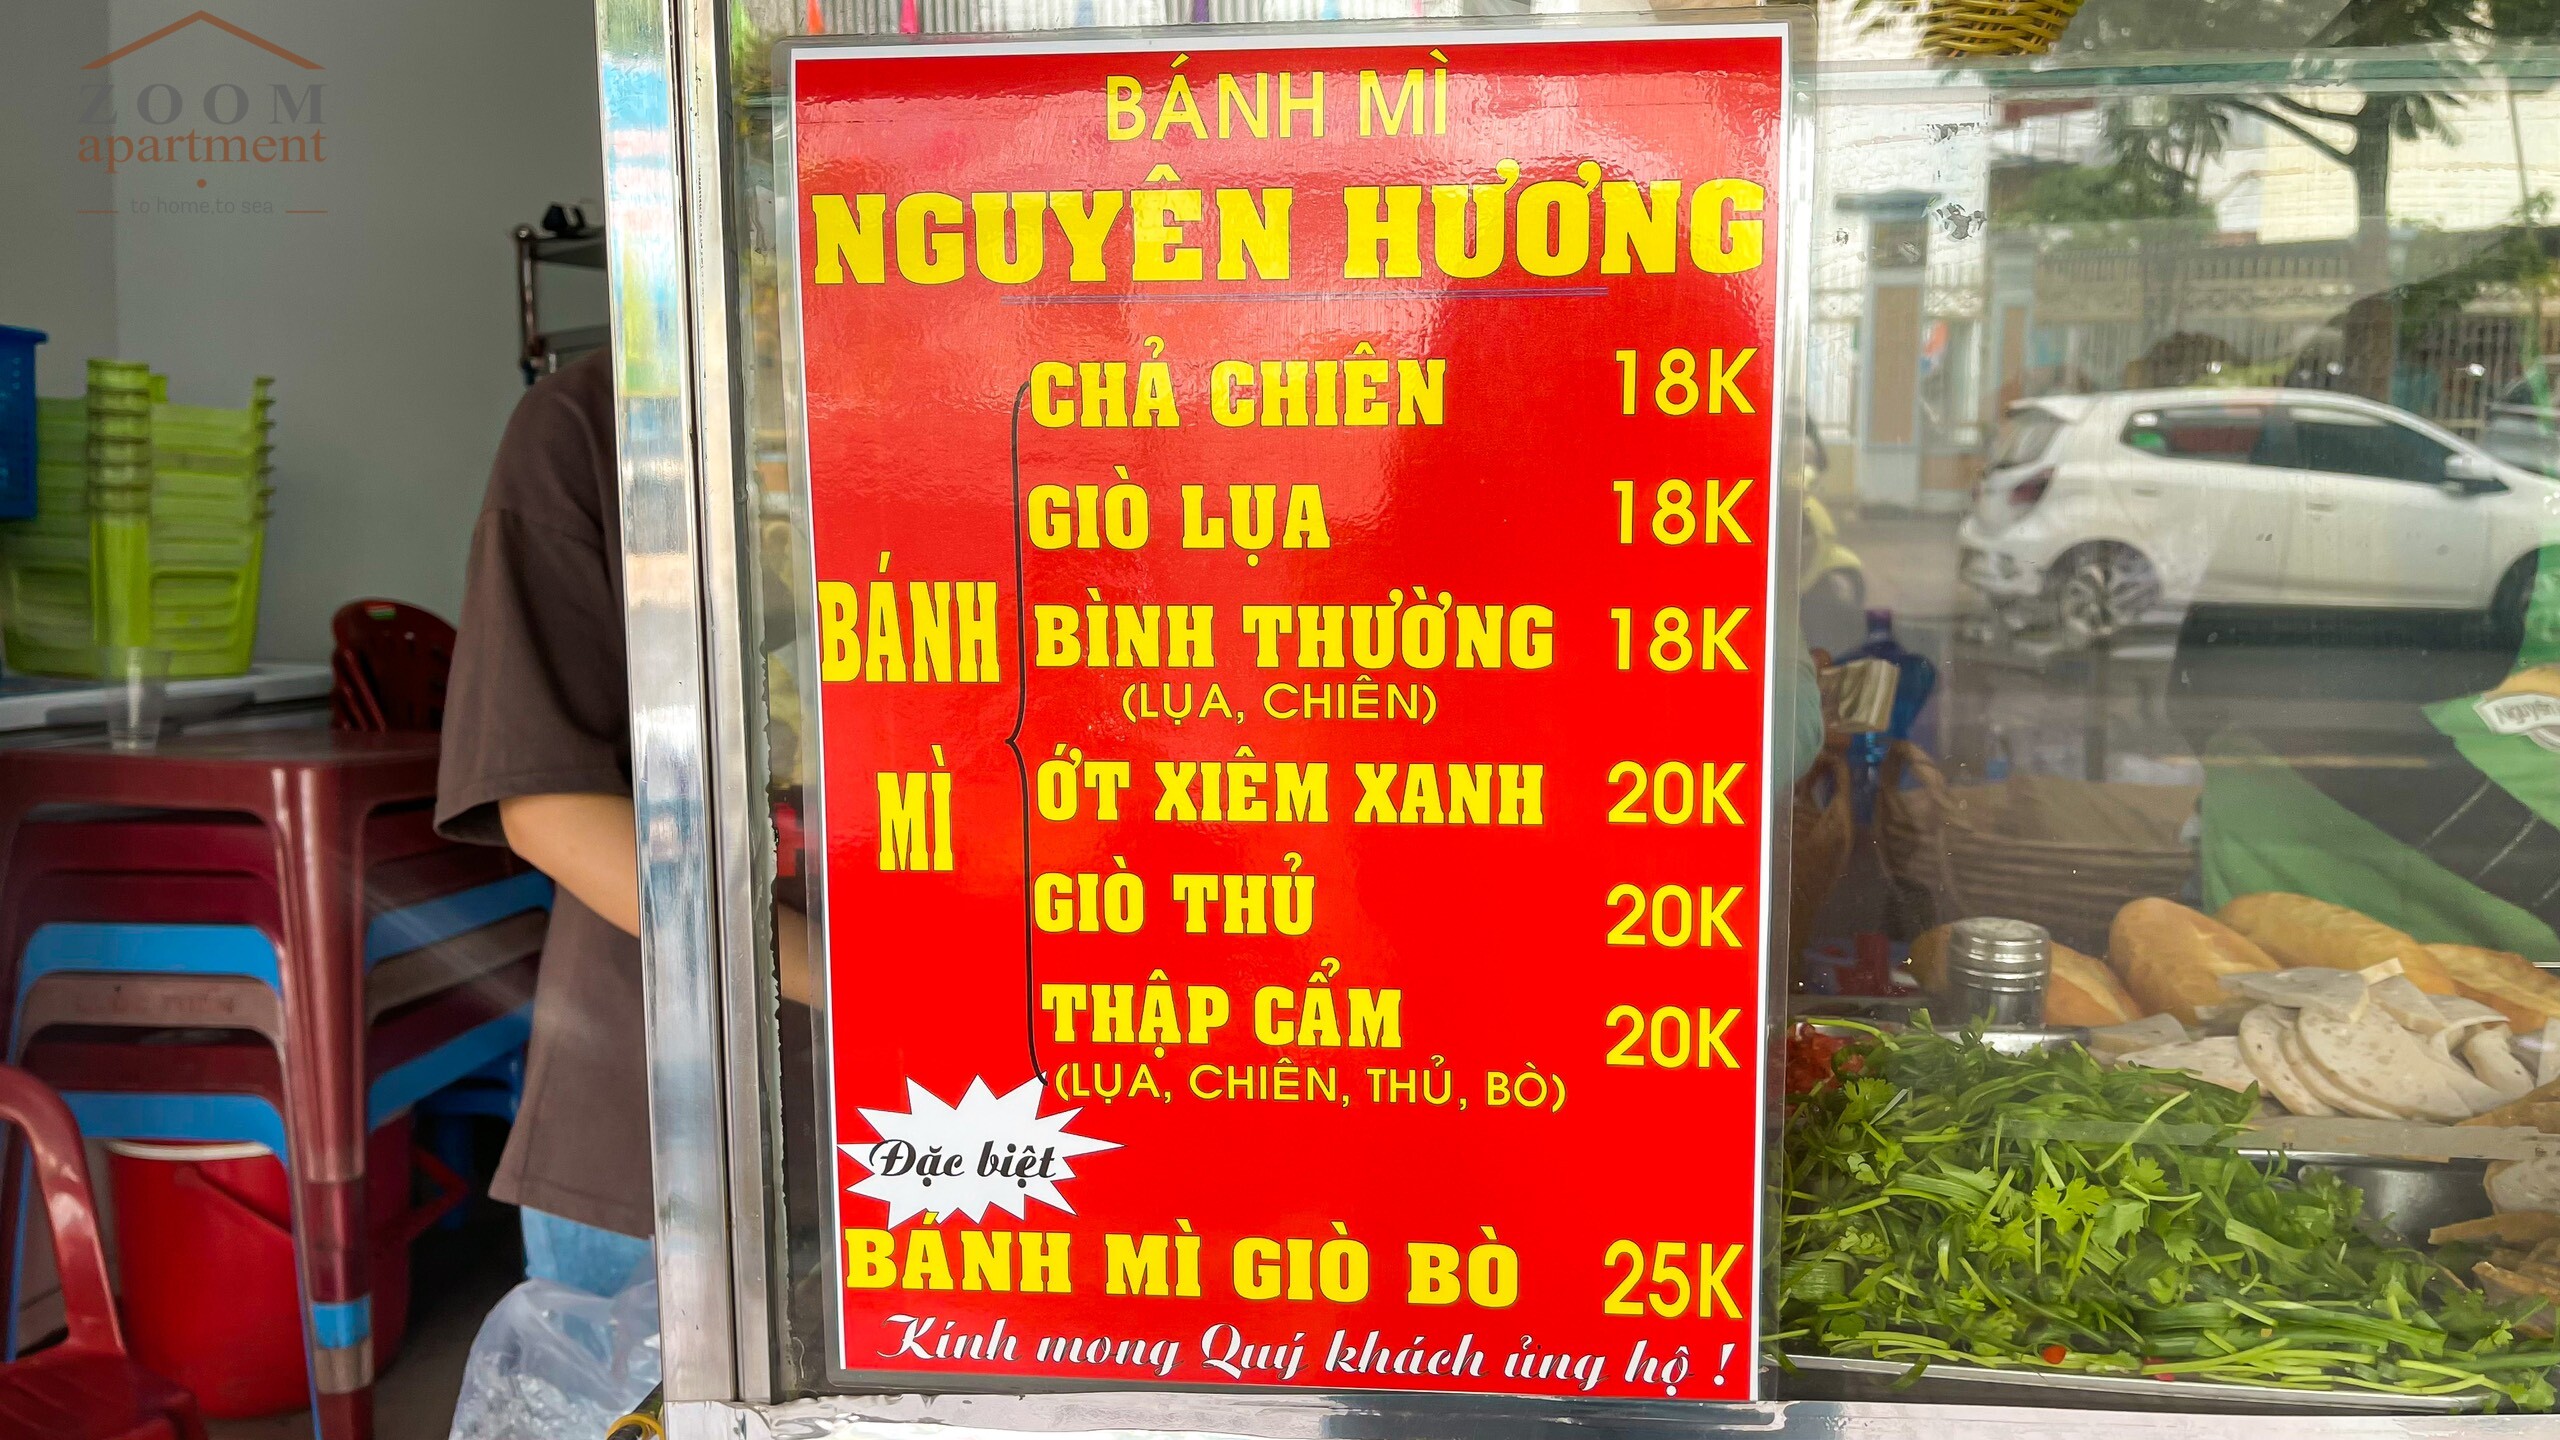 ZOOM
apartment
to home,to sea
BÁNH MÌ
NGUYÊN HƯƠNG
BÁNH
MÌ
CHẢ CHIÊN 18K
GIÒ LỤA 18K
BÌNH THƯỜNG 18K
(LỤA, CHIÊN)
ỚT XIÊM XANH 20K
GIÒ THỦ 20K
THẬP CẨM 20K
(LỤA, CHIÊN, THỦ, BÒ)
Đặc biệt
BÁNH MÌ GIÒ BÒ 25K
Kính mong Quý khách ủng hộ !